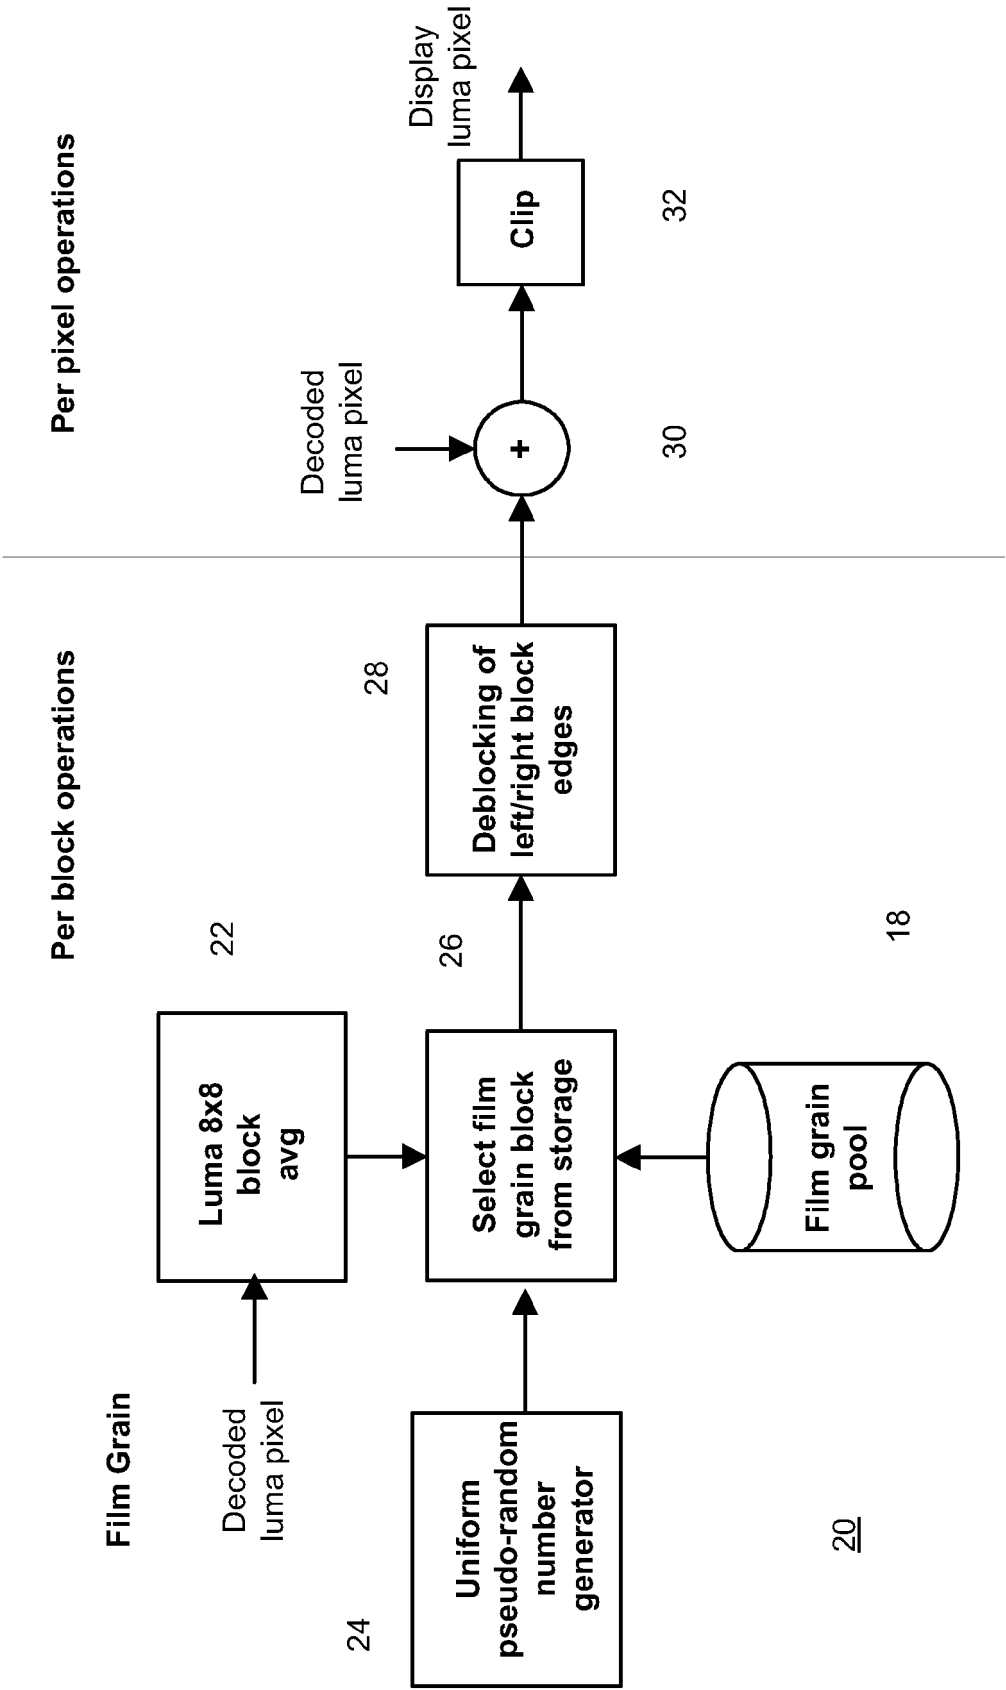 Film Grain
Per block operations
Per pixel operations
Decoded
luma pixel
Luma 8x8
block
avg
22
24
Uniform
pseudo-random
number
generator
Select film
grain block
from storage
26
Film grain
pool
18
Deblocking of
left/right block
edges
28
Decoded
luma pixel
+
30
Clip
32
Display
luma pixel
20